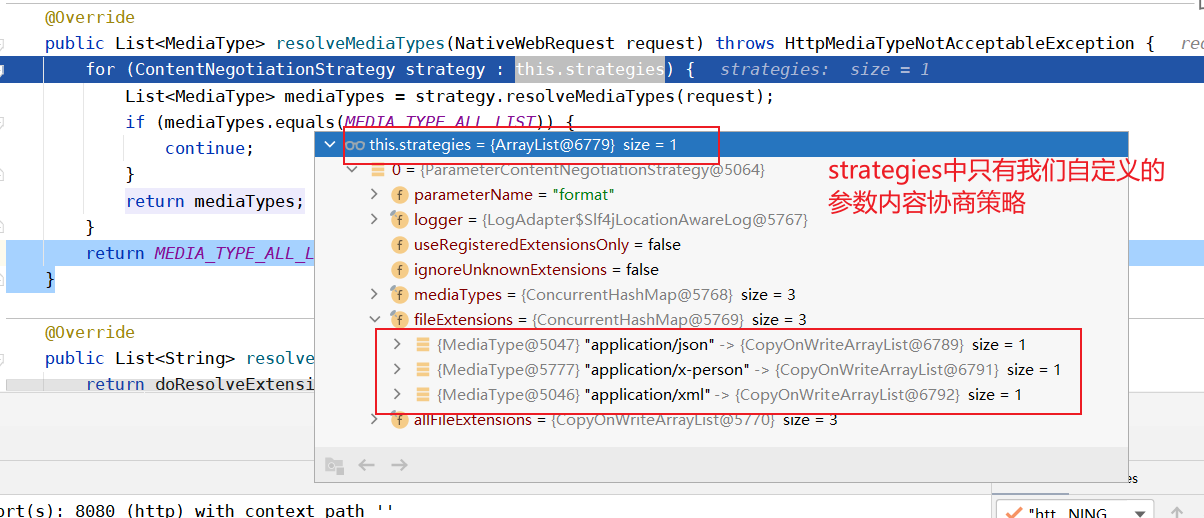 @Override
public List<MediaType> resolveMediaTypes(NativeWebRequest request) throws HttpMediaTypeNotAcceptableException {
for (ContentNegotiationStrategy strategy : this.strategies) { strategies: size = 1
List<MediaType> mediaTypes = strategy.resolveMediaTypes(request);
if (mediaTypes.equals(MEDIA_TYPE_ALL_LIST)) {
this.strategies = {ArrayList@6779} size = 1
continue;
0 = {ParameterContentNegotiationStrategy@5064}
strategies中只有我们自定义的
参数内容协商策略
}
parameterName = "format"
return mediaTypes;
logger = {LogAdapter$Slf4jLocationAwareLog@5767}
}
useRegisteredExtensionsOnly = false
return MEDIA_TYPE_ALL_L
ignoreUnknownExtensions = false
}
mediaTypes = {ConcurrentHashMap@5768} size = 3
fileExtensions = {ConcurrentHashMap@5769} size = 3
@Override
{MediaType@5047} "application/json" -> {CopyOnWriteArrayList@6789} size = 1
public List<String> resolve
{MediaType@5777} "application/x-person" -> {CopyOnWriteArrayList@6791} size = 1
return doResolveExtensi
{MediaType@5046} "application/xml" -> {CopyOnWriteArrayList@6792} size = 1
allFileExtensions = {CopyOnWriteArrayList@5770} size = 3
ort(s): 8080 (http) with context path ''
"htt NING